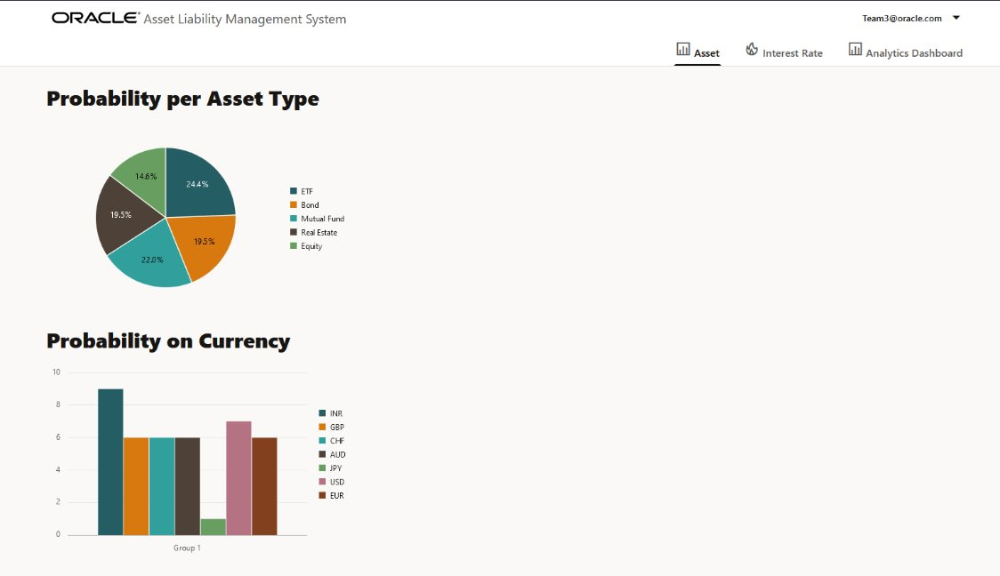 ORACLE Asset Liability Management System
Team3@oracle.com
Asset
Interest Rate
Analytics Dashboard
Probability per Asset Type
24.4%
19.5%
22.0%
19.5%
14.6%
ETF
Bond
Mutual Fund
Real Estate
Equity
Probability on Currency
10
8
6
4
2
0
Group 1
INR
GBP
CHF
AUD
JPY
USD
EUR